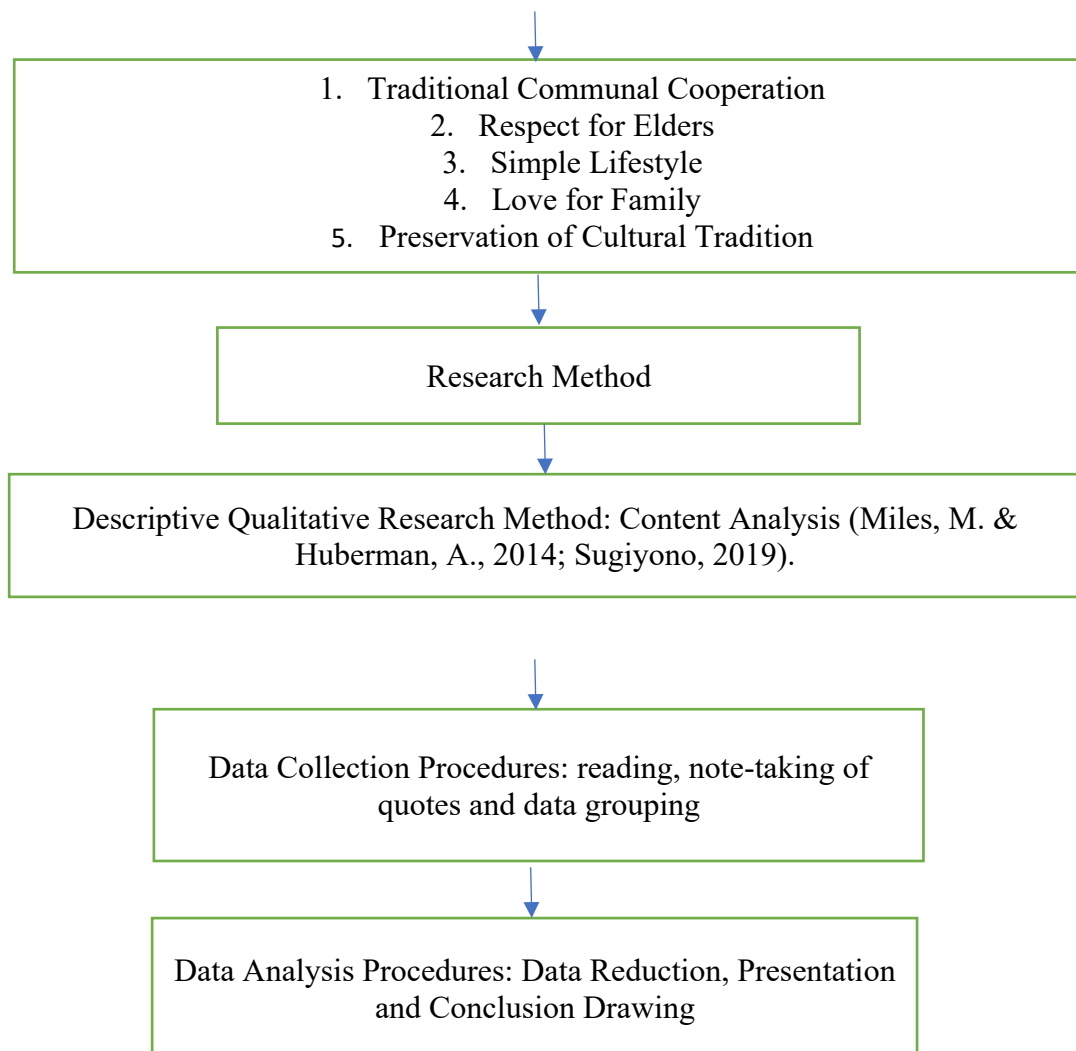 1. Traditional Communal Cooperation
2. Respect for Elders
3. Simple Lifestyle
4. Love for Family
5. Preservation of Cultural Tradition
Research Method
Descriptive Qualitative Research Method: Content Analysis (Miles, M. &
Huberman, A., 2014; Sugiyono, 2019).
Data Collection Procedures: reading, note-taking of
quotes and data grouping
Data Analysis Procedures: Data Reduction, Presentation
and Conclusion Drawing